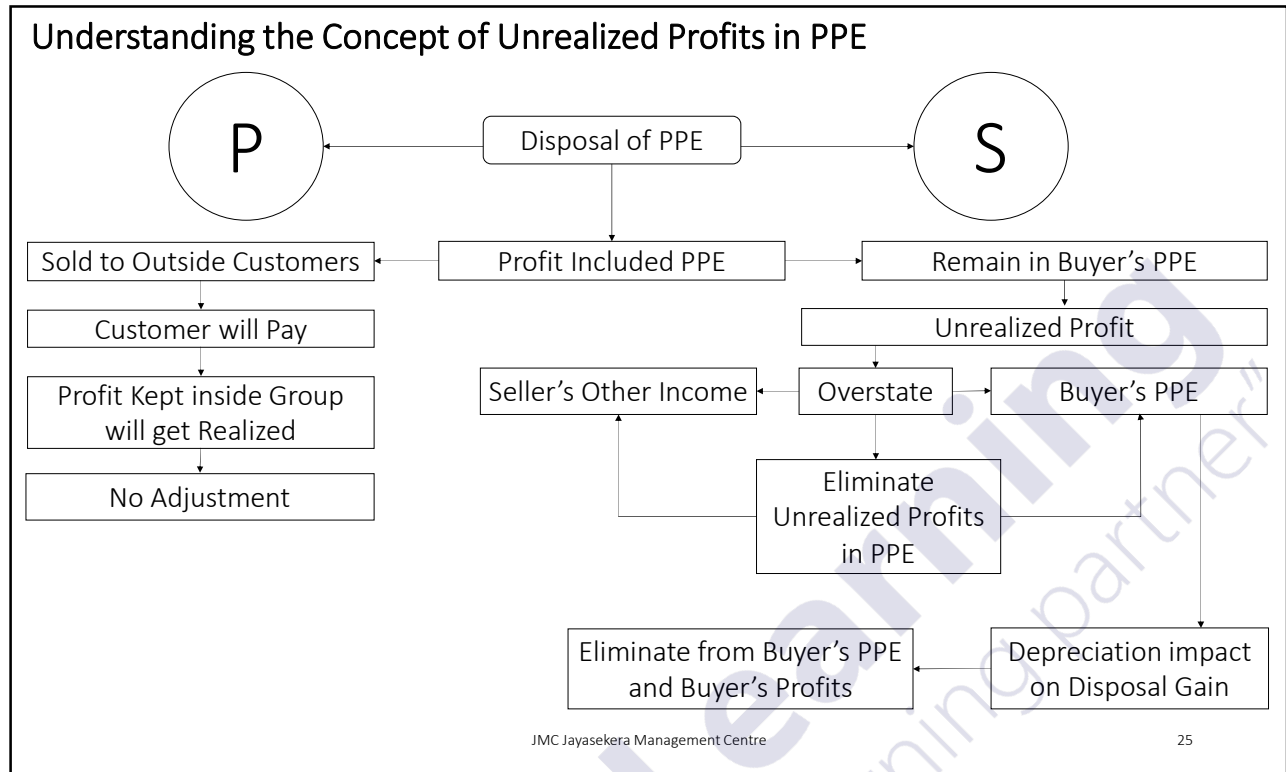 Understanding the Concept of Unrealized Profits in PPE
P
Disposal of PPE
S
Sold to Outside Customers
Profit Included PPE
Remain in Buyer’s PPE
Customer will Pay
Unrealized Profit
Profit Kept inside Group
will get Realized
Seller’s Other Income
Overstate
Buyer’s PPE
No Adjustment
Eliminate
Unrealized Profits
in PPE
Eliminate from Buyer’s PPE
and Buyer’s Profits
Depreciation impact
on Disposal Gain
JMC Jayasekera Management Centre
25
earning
ning partner”